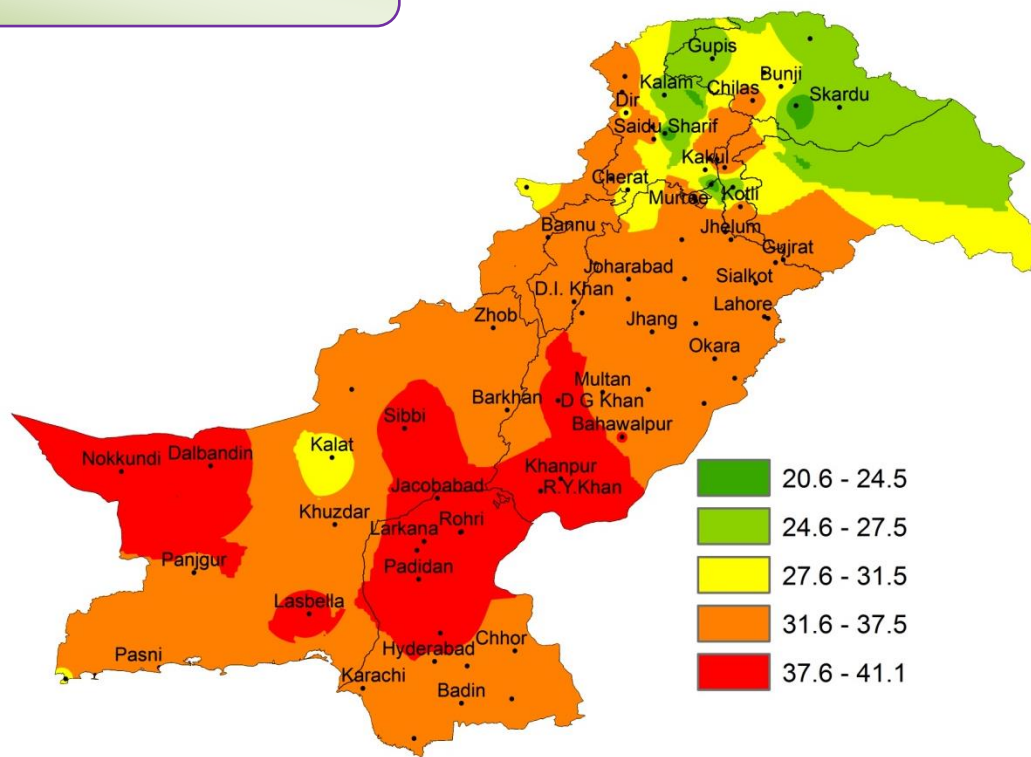 Gupis
Bunji
Kalam
Chilas
Skardu
Dir
Saidu Sharif
Kakul
Cherat
Murree
Kotli
Bannu
Jhelum
Gujrat
Joharabad
Sialkot
D.I. Khan
Lahore
Zhob
Jhang
Okara
Multan
Barkhan
D G Khan
Sibbi
Bahawalpur
Kalat
Dalbandin
Nokkundi
Khanpur
R.Y.Khan
Jacobabad
Khuzdar
Larkana
Rohri
Panjgur
Padidan
Lasbella
Chhor
Hyderabad
Pasni
Karachi
Badin
20.6 - 24.5
24.6 - 27.5
27.6 - 31.5
31.6 - 37.5
37.6 - 41.1